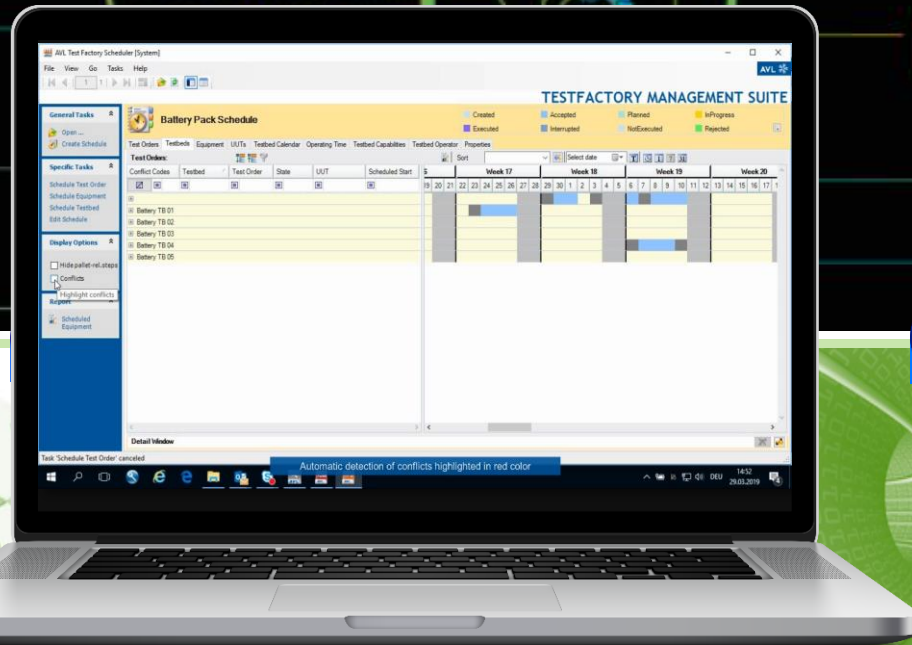 AVL Test Factory Scheduler [System]
File View Go Tasks Help
1
AVL
TESTFACTORY MANAGEMENT SUITE
General Tasks
Open ...
Create Schedule
Specific Tasks
Schedule Test Order
Schedule Equipment
Schedule Testbed
Edit Schedule
Display Options
Hide pallet-rel.steps
Conflicts
Highlight conflicts
Report
Scheduled
Equipment
Battery Pack Schedule
Created Accepted Planned InProgress
Executed Interrupted NotExecuted Rejected
Test Orders Testbeds Equipment UUTs Testbed Calendar Operating Time Testbed Capabilities Testbed Operator Properties
Test Orders: Sort Select date
Conflict Codes Testbed Test Order State UUT Scheduled Start
Week 17 Week 18 Week 19 Week 20
19 20 21 22 23 24 25 26 27 28 29 30 1 2 3 4 5 6 7 8 9 10 11 12 13 14 15 16 17
Battery TB 01
Battery TB 02
Battery TB 03
Battery TB 04
Battery TB 05
Detail Window
Task 'Schedule Test Order' canceled
Automatic detection of conflicts highlighted in red color
DEU
14:52
29.03.2019